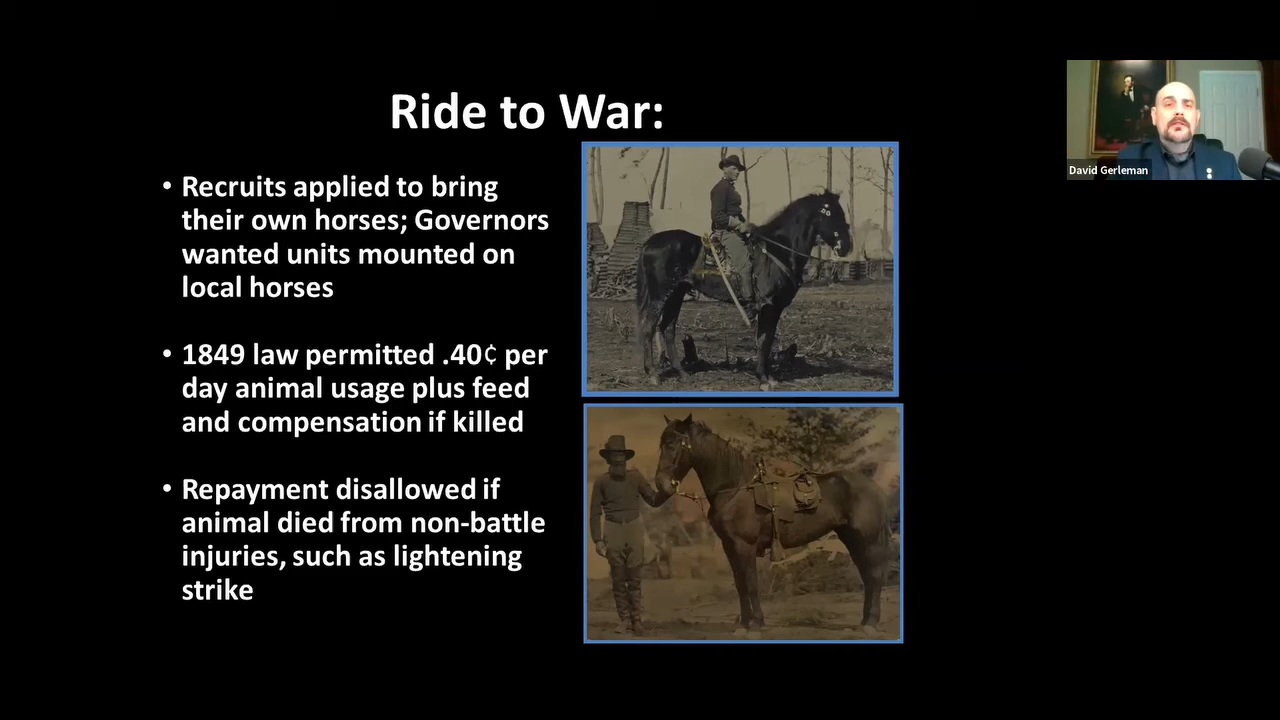 Ride to War:
• Recruits applied to bring
their own horses; Governors
wanted units mounted on
local horses
• 1849 law permitted .40¢ per
day animal usage plus feed
and compensation if killed
• Repayment disallowed if
animal died from non-battle
injuries, such as lightening
strike
David Gerleman